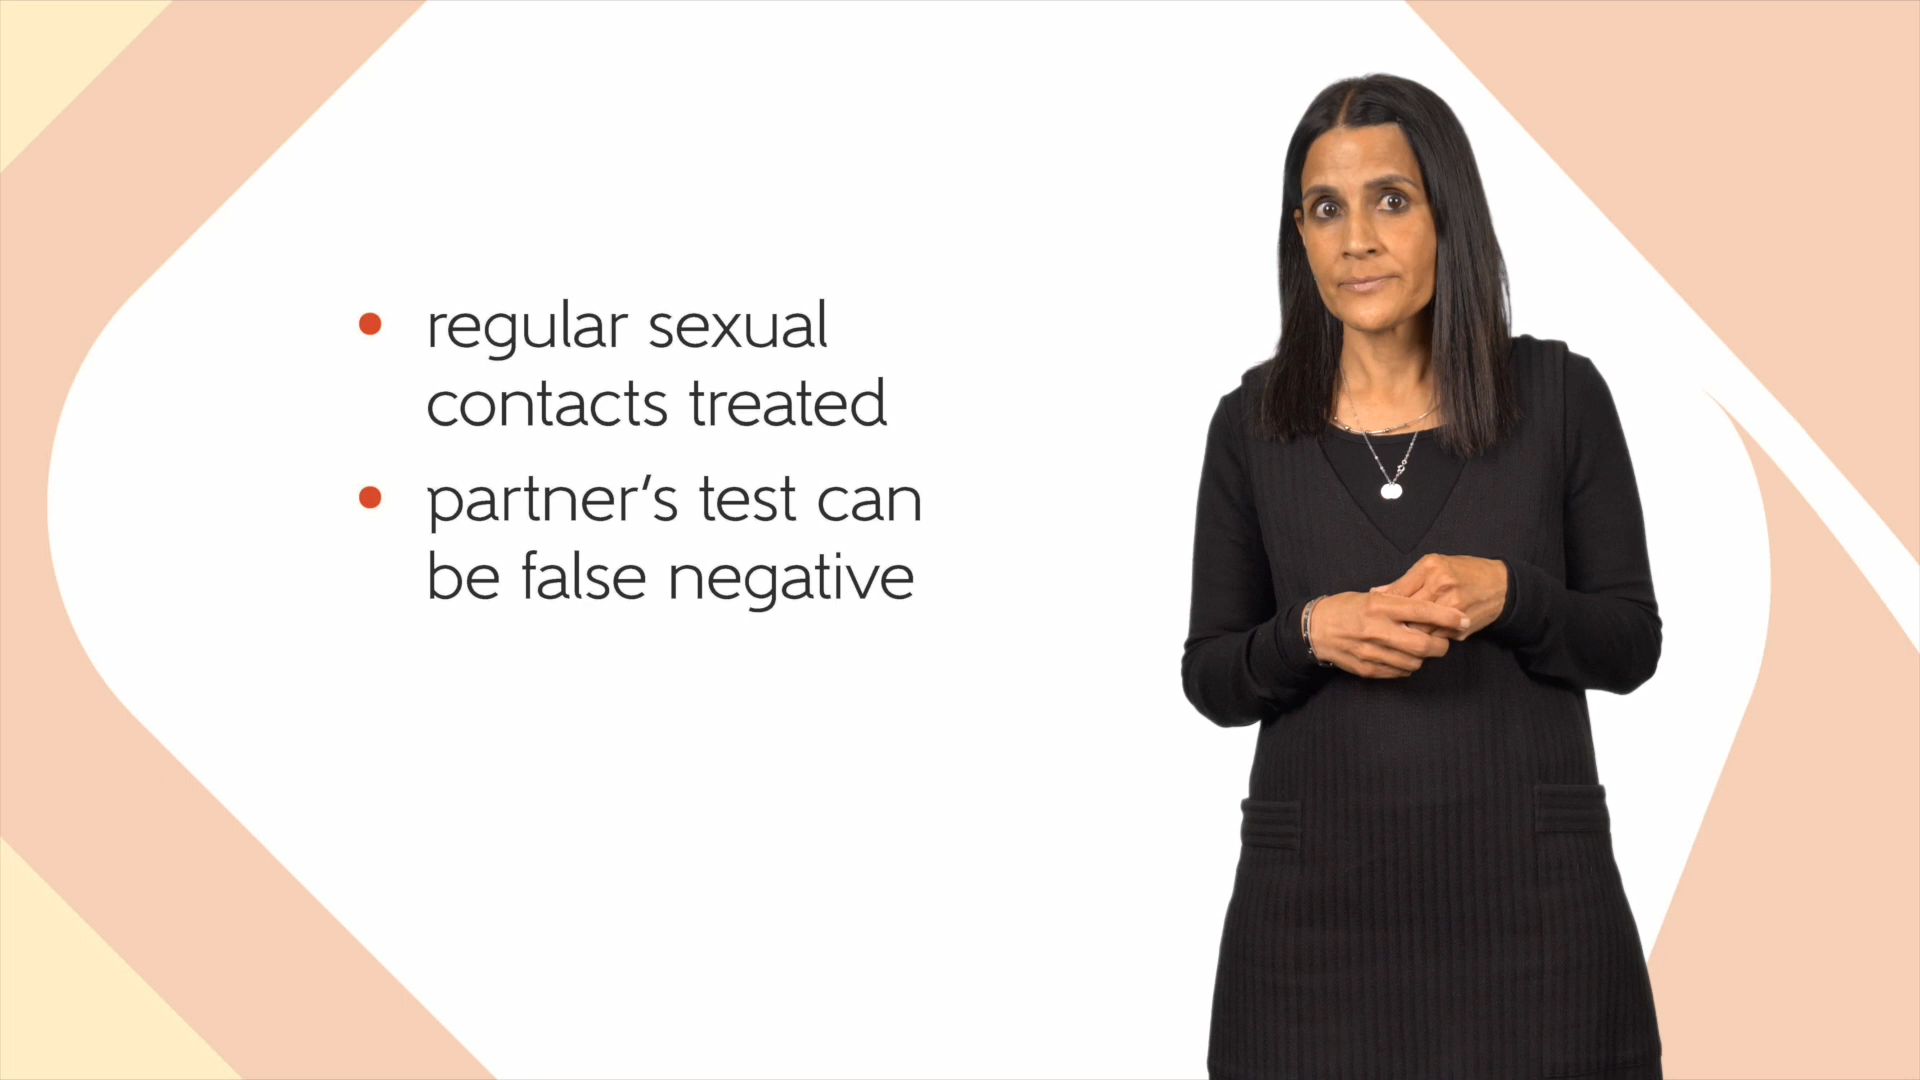 • regular sexual
contacts treated
• partner’s test can
be false negative